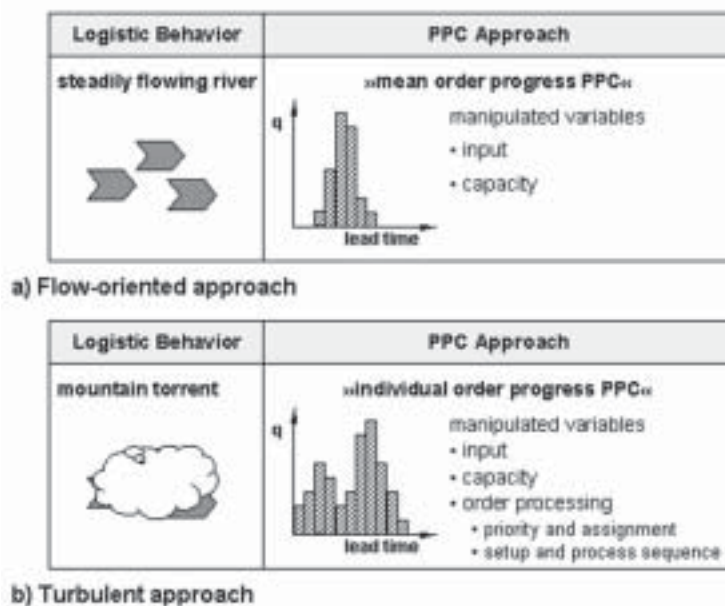 Logistic Behavior
PPC Approach
steadily flowing river
»mean order progress PPC«
q
manipulated variables
• input
• capacity
lead time
a) Flow-oriented approach
Logistic Behavior
PPC Approach
mountain torrent
»individual order progress PPC«
q
manipulated variables
• input
• capacity
• order processing
• priority and assignment
• setup and process sequence
lead time
b) Turbulent approach